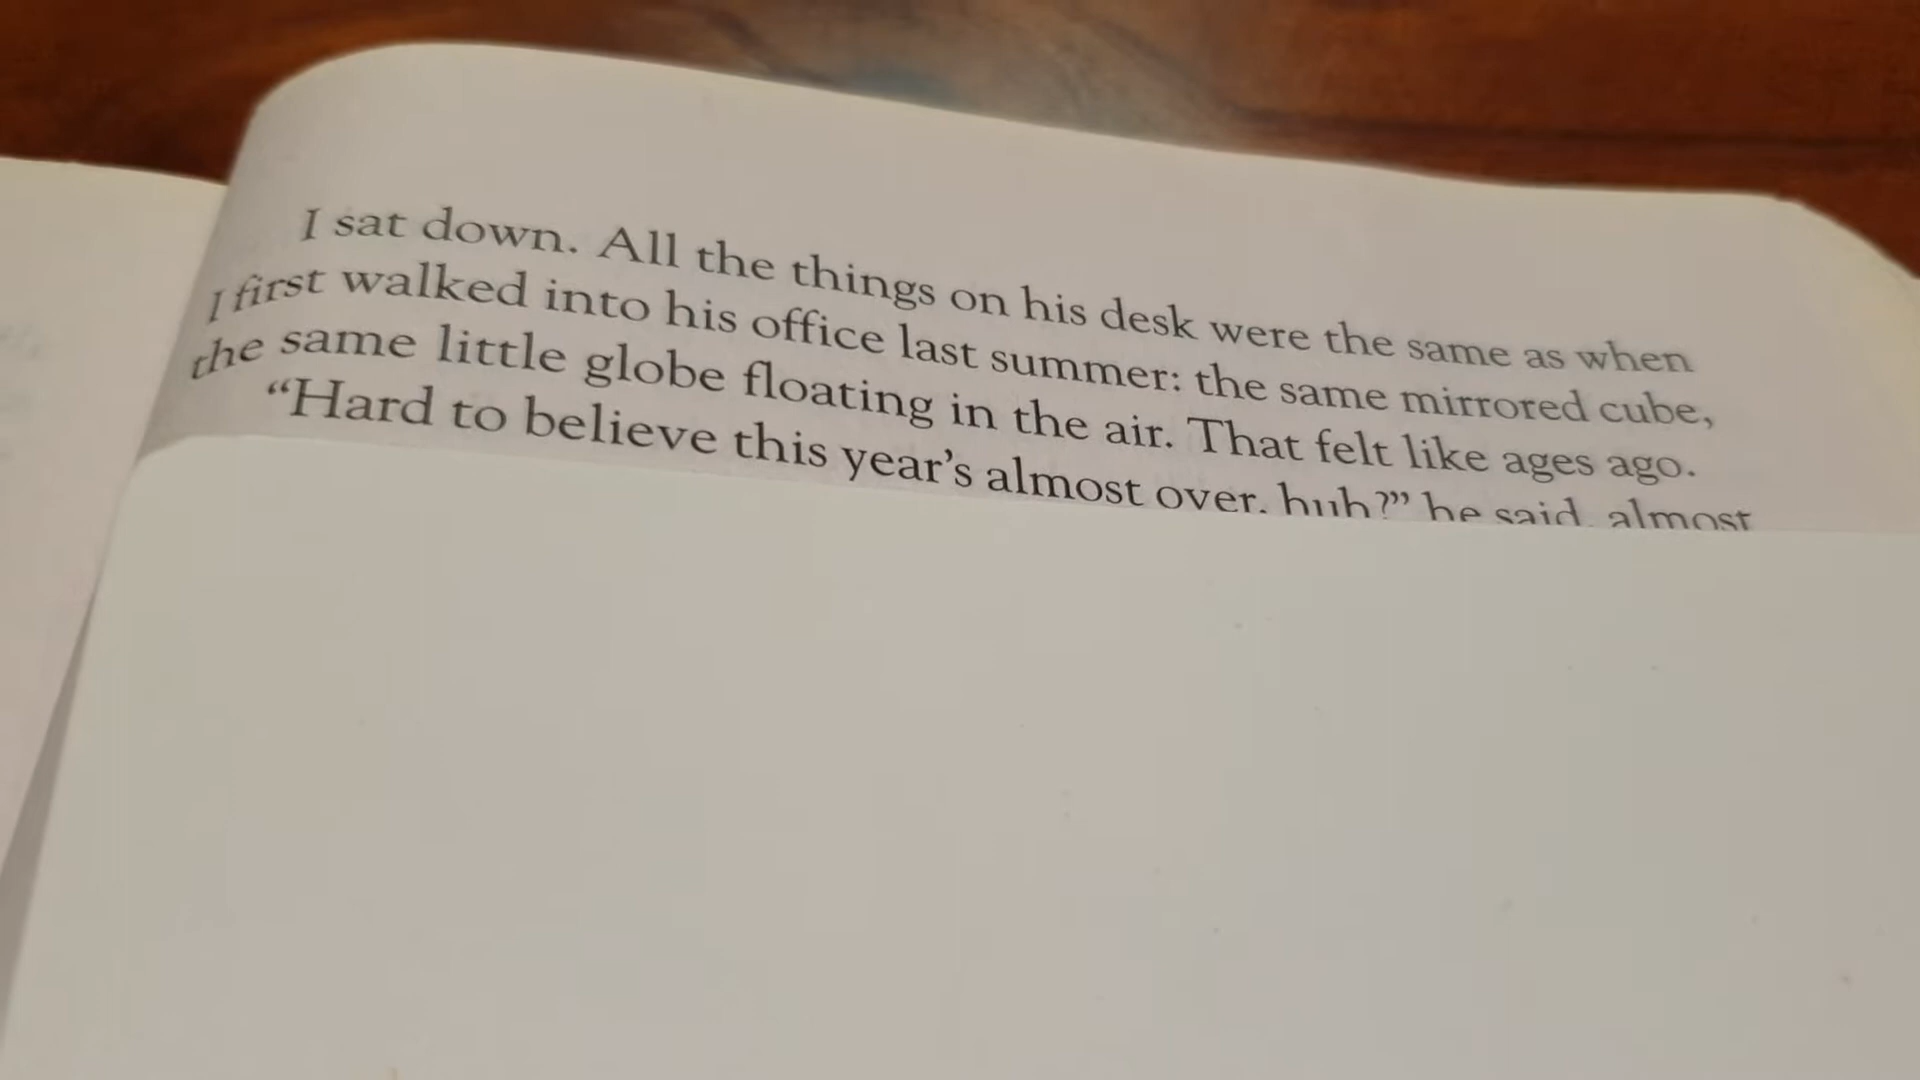 I sat down. All the things on his desk were the same as when
I first walked into his office last summer: the same mirrored cube,
the same little globe floating in the air. That felt like ages ago.
“Hard to believe this year’s almost over, huh?” he said, almost